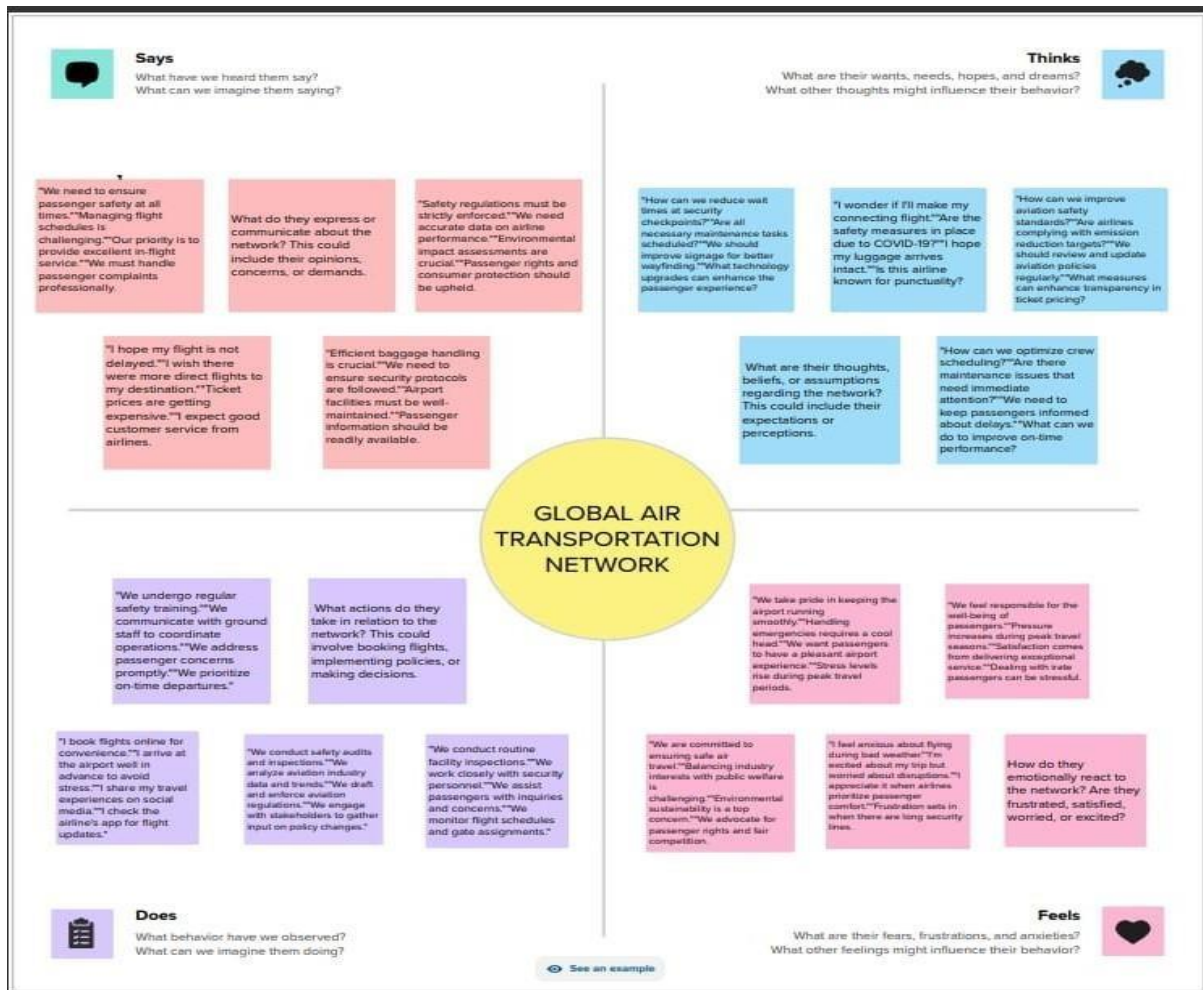 Says
What have we heard them say?
What can we imagine them saying?
Thinks
What are their wants, needs, hopes, and dreams?
What other thoughts might influence their behavior?
"We need to ensure
passenger safety at all
times.""Managing flight
schedules is
challenging.""Our priority is to
provide excellent in-flight
service.""We must handle
passenger complaints
professionally.
What do they express or
communicate about the
network? This could
include their opinions,
concerns, or demands.
"Safety regulations must be
strictly enforced.""We need
accurate data on airline
performance.""Environmental
impact assessments are
crucial.""Passenger rights and
consumer protection should
be upheld.
"How can we reduce wait
times at security
checkpoints?""Are all
necessary maintenance tasks
scheduled?""We should
improve signage for better
wayfinding.""What technology
upgrades can enhance the
passenger experience?
"I wonder if I'll make my
connecting flight.""Are the
safety measures in place
due to COVID-19?""I hope
my luggage arrives
intact.""Is this airline
known for punctuality?
"How can we improve
aviation safety
standards?""Are airlines
complying with emission
reduction targets?""We
should review and update
aviation policies
regularly.""What measures
can enhance transparency in
ticket pricing?
"I hope my flight is not
delayed.""I wish there
were more direct flights to
my destination.""Ticket
prices are getting
expensive.""I expect good
customer service from
airlines.
"Efficient baggage handling
is crucial.""We need to
ensure security protocols
are followed.""Airport
facilities must be well-
maintained.""Passenger
information should be
readily available.
What are their thoughts,
beliefs, or assumptions
regarding the network?
This could include their
expectations or
perceptions.
"How can we optimize crew
scheduling?""Are there
maintenance issues that
need immediate
attention?""We need to
keep passengers informed
about delays.""What can we
do to improve on-time
performance?
GLOBAL AIR
TRANSPORTATION
NETWORK
"We undergo regular
safety training.""We
communicate with ground
staff to coordinate
operations.""We address
passenger concerns
promptly.""We prioritize
on-time departures."
What actions do they
take in relation to the
network? This could
involve booking flights,
implementing policies, or
making decisions.
"We take pride in keeping the
airport running
smoothly.""Handling
emergencies requires a cool
head.""We want passengers
to have a pleasant airport
experience.""Stress levels
rise during peak travel
periods.
"We feel responsible for the
well-being of
passengers.""Pressure
increases during peak travel
seasons.""Satisfaction comes
from delivering exceptional
service.""Dealing with irate
passengers can be stressful.
"I book flights online for
convenience.""I arrive at
the airport well in
advance to avoid
stress.""I share my travel
experiences on social
media.""I check the
airline's app for flight
updates."
"We conduct safety audits
and inspections.""We
analyze aviation industry
data and trends.""We draft
and enforce aviation
regulations.""We engage
with stakeholders to gather
input on policy changes."
"We conduct routine
facility inspections.""We
work closely with security
personnel.""We assist
passengers with inquiries
and concerns.""We
monitor flight schedules
and gate assignments."
"We are committed to
ensuring safe air
travel.""Balancing industry
interests with public welfare
is
challenging.""Environmental
sustainability is a top
concern.""We advocate for
passenger rights and fair
competition.
"I feel anxious about flying
during bad weather""I'm
excited about my trip but
worried about disruptions.""I
appreciate it when airlines
prioritize passenger
comfort.""Frustration sets in
when there are long security
lines.
How do they
emotionally react to
the network? Are they
frustrated, satisfied,
worried, or excited?
Does
What behavior have we observed?
What can we imagine them doing?
Feels
What are their fears, frustrations, and anxieties?
What other feelings might influence their behavior?
See an example